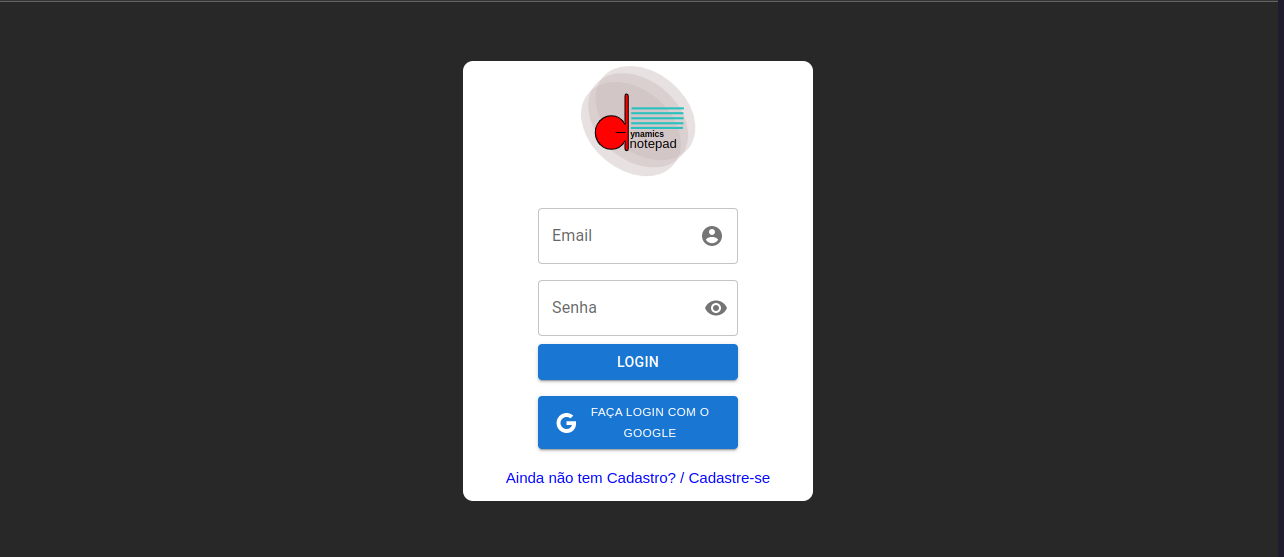 ynamics
notepad
Email
Senha
LOGIN
FAÇA LOGIN COM O
GOOGLE
Ainda não tem Cadastro? / Cadastre-se